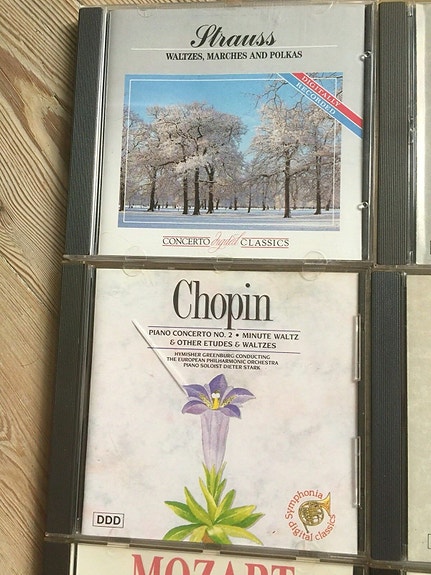 Strauss
WALTZES, MARCHES AND POLKAS
DIGITALLY
RECORDED
CONCERTO digital CLASSICS
Chopin
PIANO CONCERTO NO. 2 • MINUTE WALTZ
& OTHER ETUDES & WALTZES
HYMISHER GREENBURG CONDUCTING
THE EUROPEAN PHILHARMONIC ORCHESTRA
PIANO SOLOIST DIETER STARK
DDD
Symphonia
digital classics
MOZART